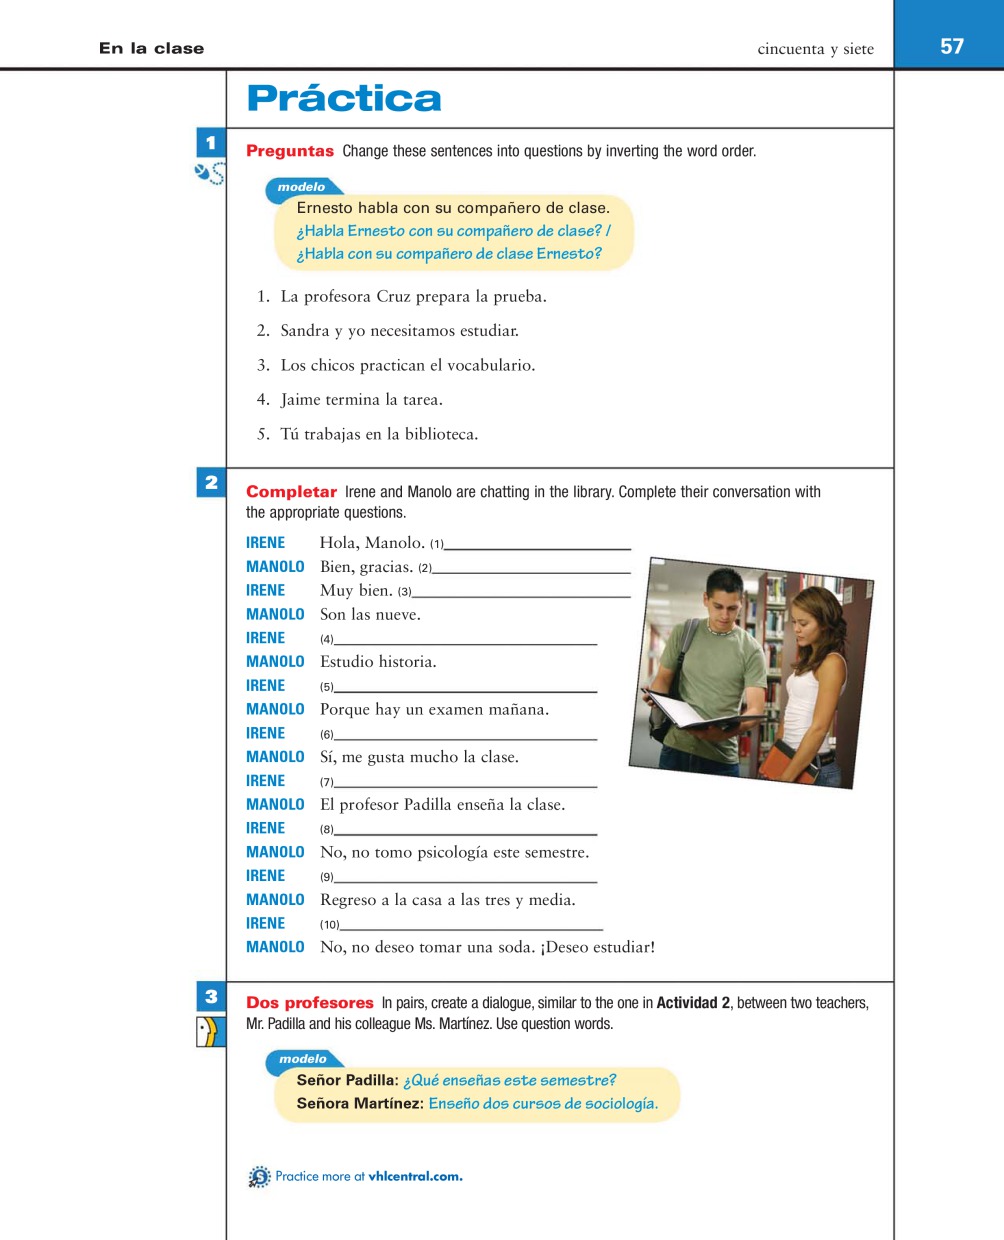 En la clase
cincuenta y siete
57
Práctica
1
Preguntas Change these sentences into questions by inverting the word order.
modelo
Ernesto habla con su compañero de clase.
¿Habla Ernesto con su compañero de clase? /
¿Habla con su compañero de clase Ernesto?
1. La profesora Cruz prepara la prueba.
2. Sandra y yo necesitamos estudiar.
3. Los chicos practican el vocabulario.
4. Jaime termina la tarea.
5. Tú trabajas en la biblioteca.
2
Completar Irene and Manolo are chatting in the library. Complete their conversation with
the appropriate questions.
IRENE Hola, Manolo. (1)
MANOLO Bien, gracias. (2)
IRENE Muy bien. (3)
MANOLO Son las nueve.
IRENE (4)
MANOLO Estudio historia.
IRENE (5)
MANOLO Porque hay un examen mañana.
IRENE (6)
MANOLO Sí, me gusta mucho la clase.
IRENE (7)
MANOLO El profesor Padilla enseña la clase.
IRENE (8)
MANOLO No, no tomo psicología este semestre.
IRENE (9)
MANOLO Regreso a la casa a las tres y media.
IRENE (10)
MANOLO No, no deseo tomar una soda. ¡Deseo estudiar!
3
Dos profesores In pairs, create a dialogue, similar to the one in Actividad 2, between two teachers,
Mr. Padilla and his colleague Ms. Martínez. Use question words.
modelo
Señor Padilla: ¿Qué enseñas este semestre?
Señora Martínez: Enseño dos cursos de sociología.
Practice more at vhlcentral.com.